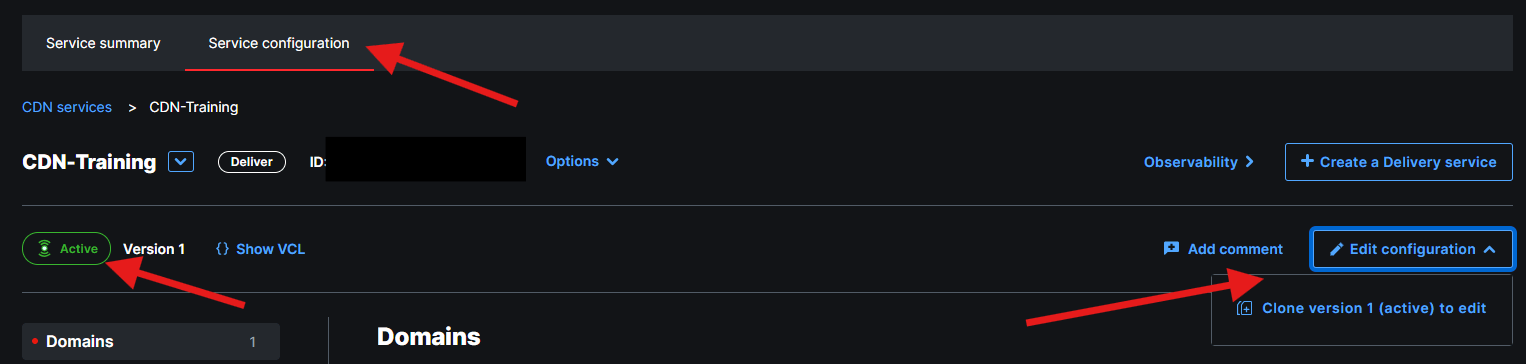 Service summary Service configuration
CDN services > CDN-Training
CDN-Training Deliver ID: Options Observability > + Create a Delivery service
Active Version 1 {} Show VCL Add comment Edit configuration
Clone version 1 (active) to edit
Domains 1 Domains